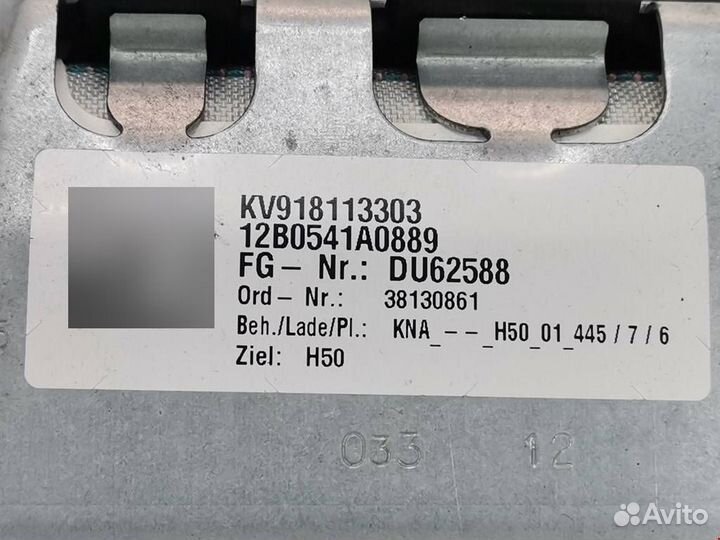 KV918113303
12B0541A0889
FG - Nr.: DU62588
Ord - Nr.: 38130861
Beh./Lade/Pl.: KNA_ - - _H50_01_445 / 7 / 6
Ziel: H50
033 12
Avito